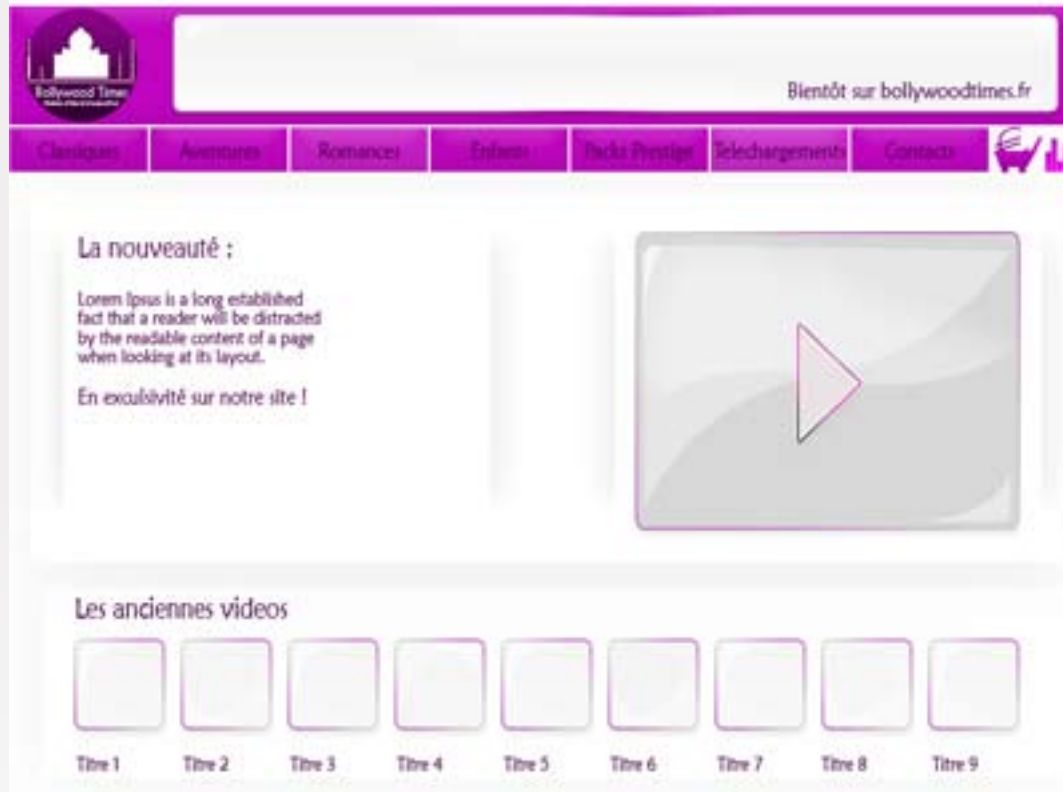 Bollywood Times
Bientôt sur bollywoodtimes.fr
Classiques Aventures Romances Enfants Packs Prestige Telechargements Contacts
La nouveauté :
Lorem Ipsus is a long established
fact that a reader will be distracted
by the readable content of a page
when looking at its layout.
En exculsivité sur notre site !
Les anciennes videos
Titre 1 Titre 2 Titre 3 Titre 4 Titre 5 Titre 6 Titre 7 Titre 8 Titre 9